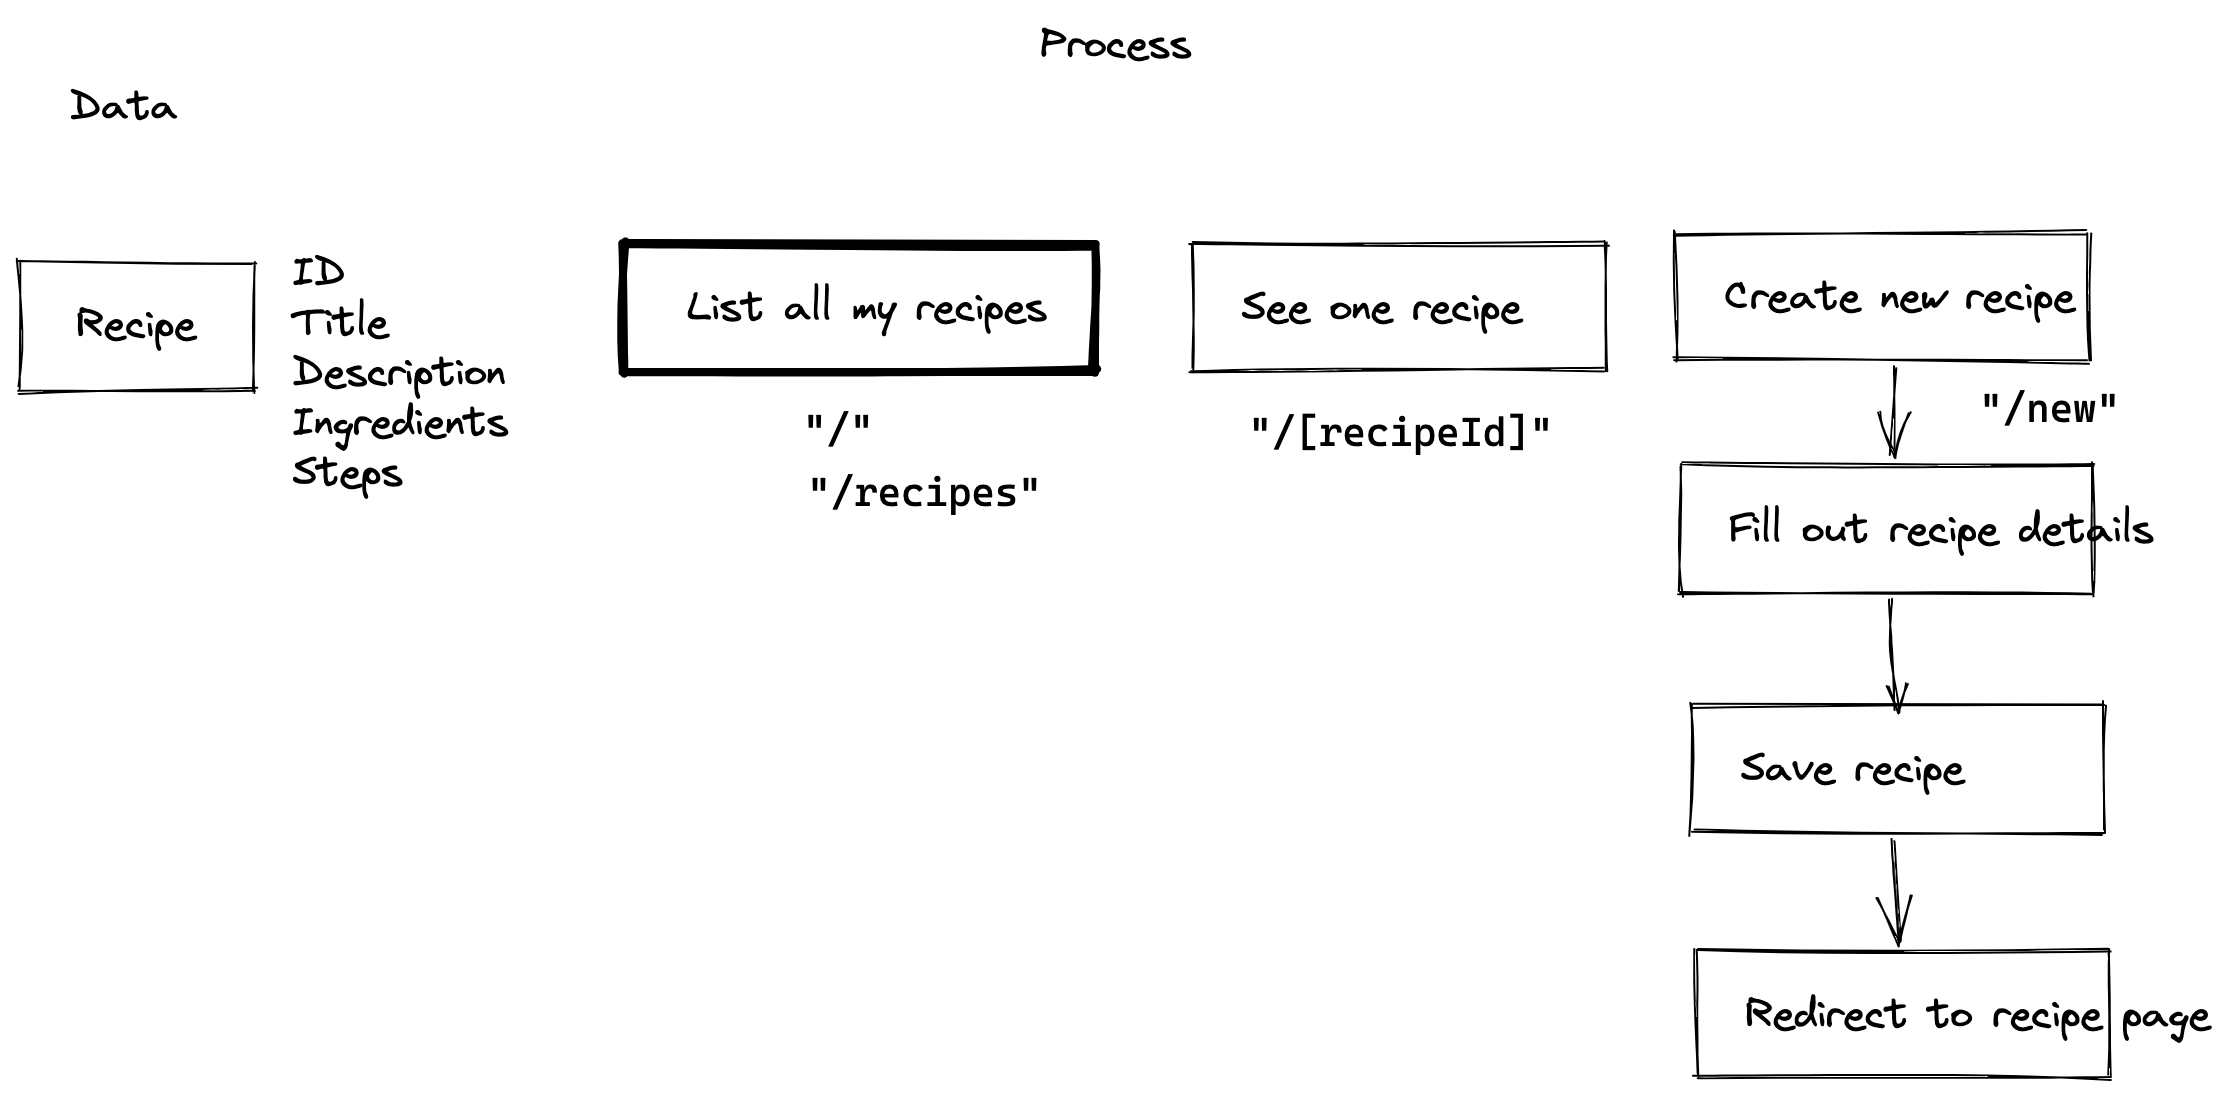 Process
Data
Recipe
ID
Title
Description
Ingredients
Steps
List all my recipes
"/"
"/recipes"
See one recipe
"/[recipeId]"
Create new recipe
"/new"
Fill out recipe details
Save recipe
Redirect to recipe page